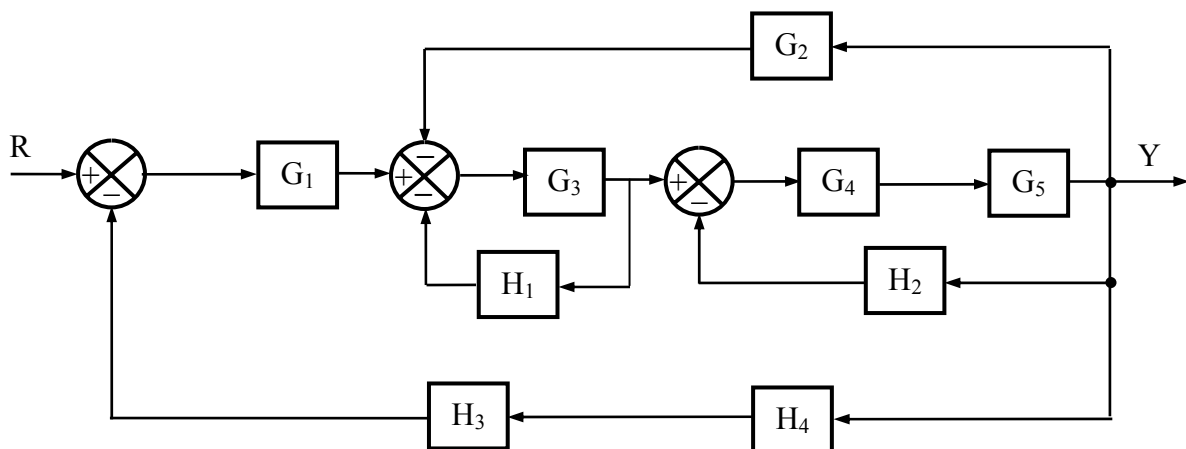 G₂
R
+
−
G₁
−
+
−
G₃
+
−
G₄
G₅
Y
H₁
H₂
H₃
H₄